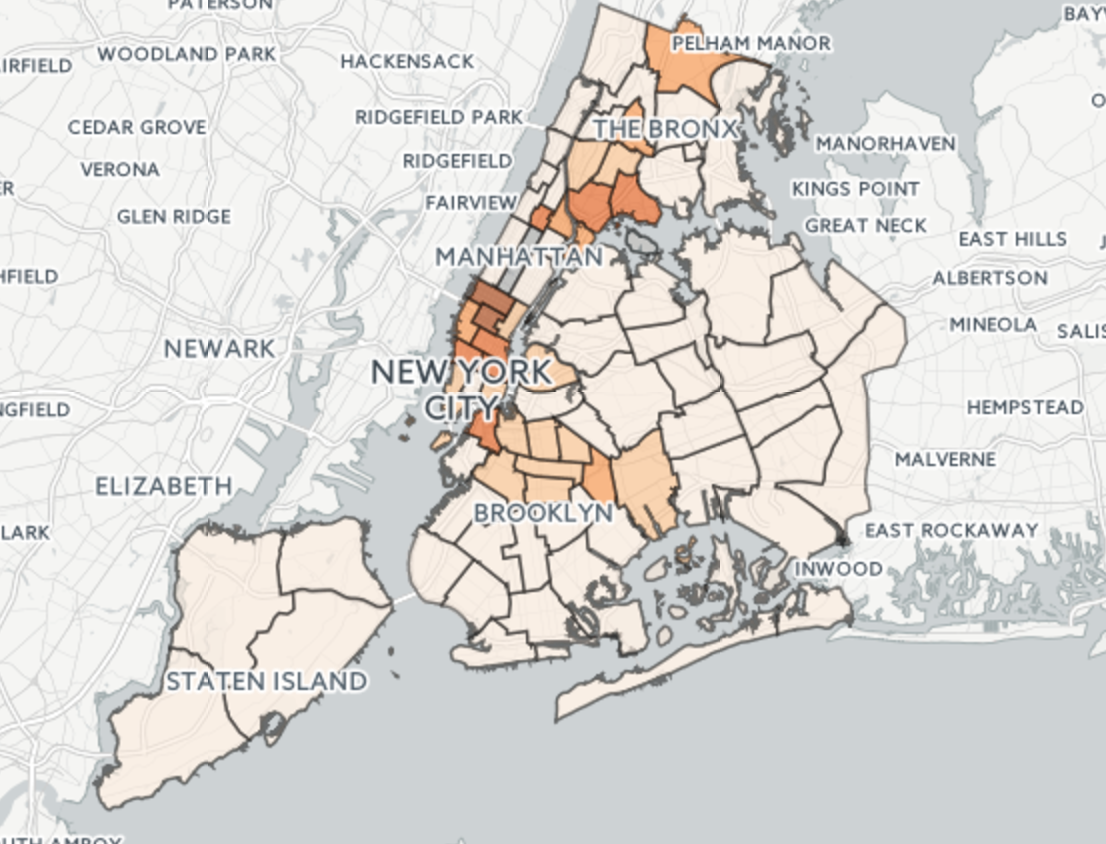 PATERSON
BAYV
PELHAM MANOR
WOODLAND PARK
HACKENSACK
IRFIELD
O
RIDGEFIELD PARK
CEDAR GROVE
THE BRONX
MANORHAVEN
RIDGEFIELD
VERONA
ER
KINGS POINT
FAIRVIEW
GLEN RIDGE
GREAT NECK
EAST HILLS
J
MANHATTAN
HFIELD
ALBERTSON
MINEOLA
SALIS
NEWARK
NEW YORK
CITY
NGFIELD
HEMPSTEAD
MALVERNE
ELIZABETH
BROOKLYN
LARK
EAST ROCKAWAY
INWOOD
STATEN ISLAND
UTH AMBOY